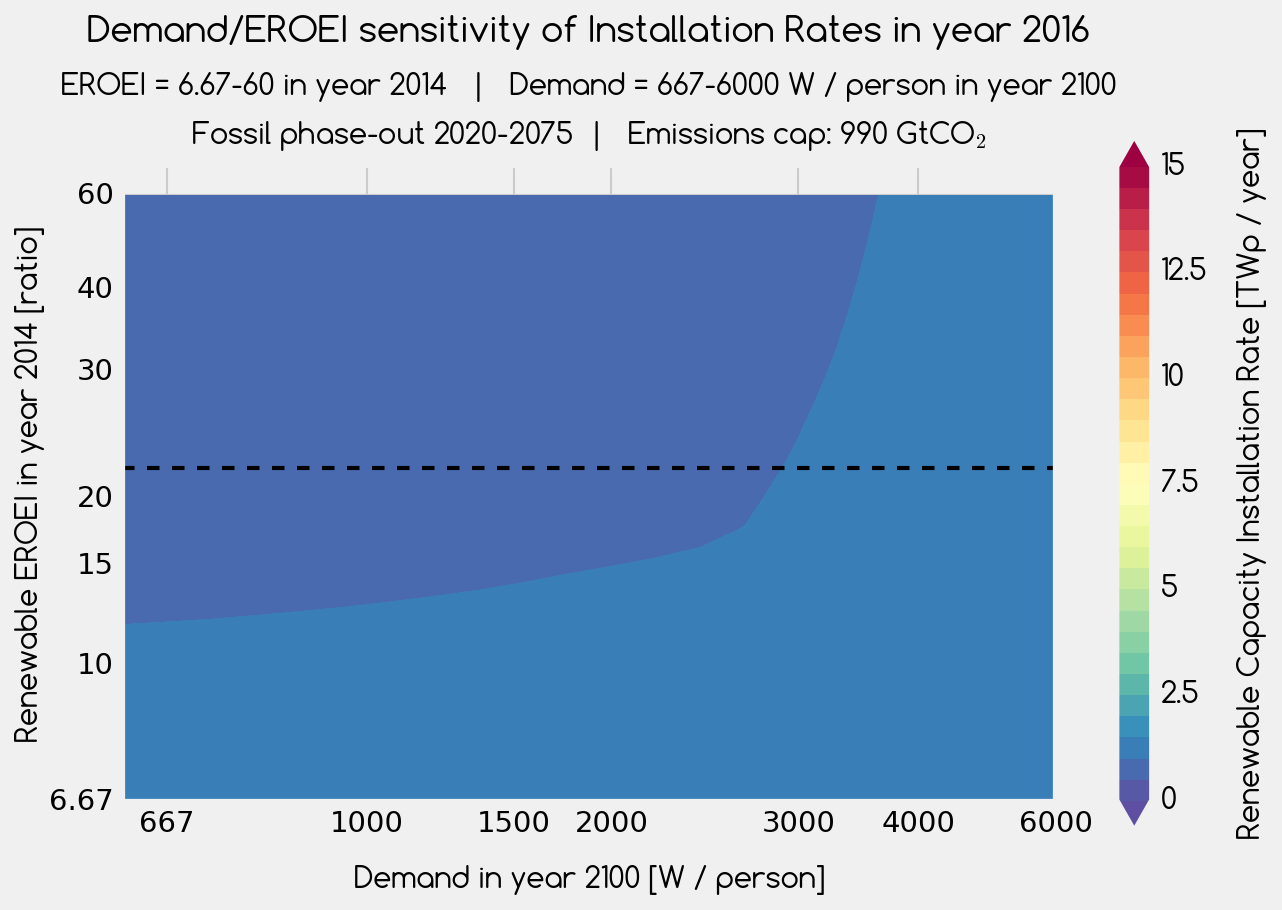 Demand/EROEI sensitivity of Installation Rates in year 2016
EROEI = 6.67-60 in year 2014 | Demand = 667-6000 W / person in year 2100
Fossil phase-out 2020-2075 | Emissions cap: 990 GtCO₂
Renewable EROEI in year 2014 [ratio]
60
40
30
20
15
10
6.67
667 1000 1500 2000 3000 4000 6000
Demand in year 2100 [W / person]
15
12.5
10
7.5
5
2.5
0
Renewable Capacity Installation Rate [TWp / year]